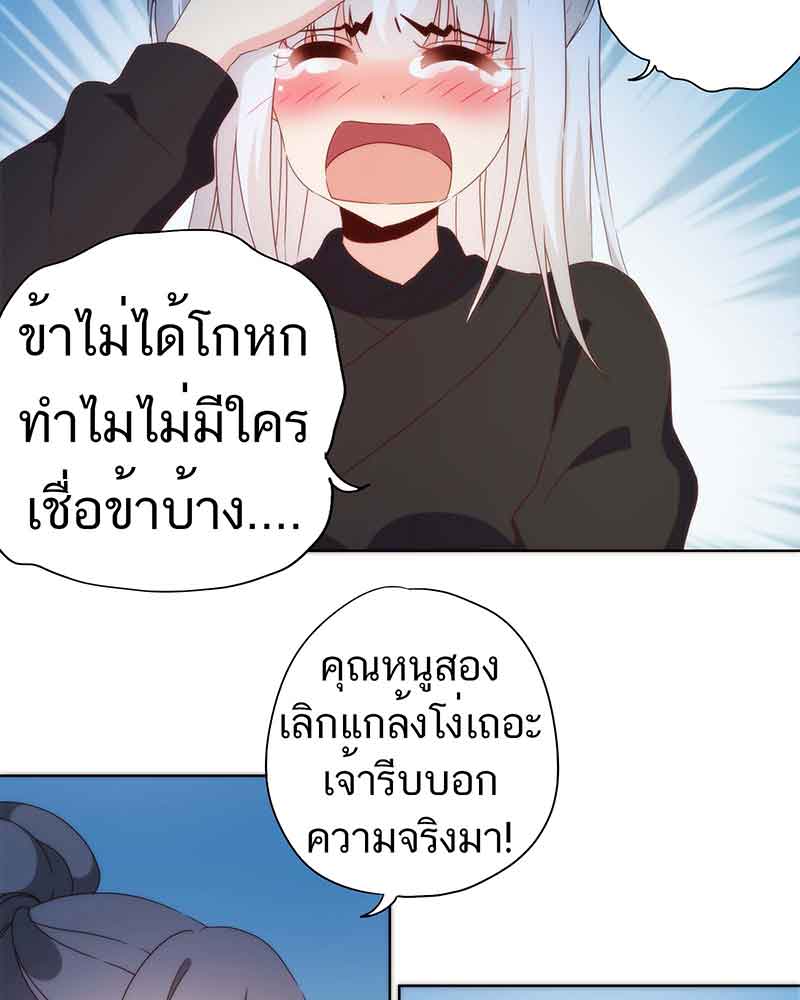 ข้าไม่ได้โกหก
ทำไมไม่มีใคร
เชื่อข้าบ้าง....
คุณหนูสอง
เลิกแกล้งโง่เถอะ
เจ้ารีบบอก
ความจริงมา!